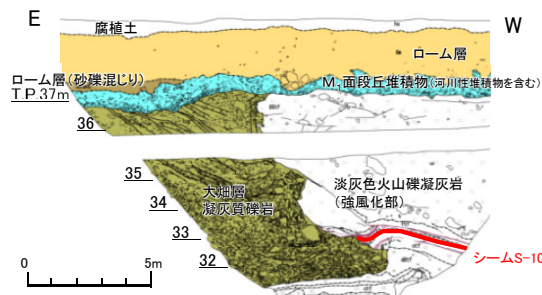 E
W
腐植土
ローム層
ローム層(砂礫混じり)
M₁面段丘堆積物(河川性堆積物を含む)
T.P.37m
36
35
34
33
32
大畑層
凝灰質礫岩
淡灰色火山礫凝灰岩
(強風化部)
シームS-10
0
5m